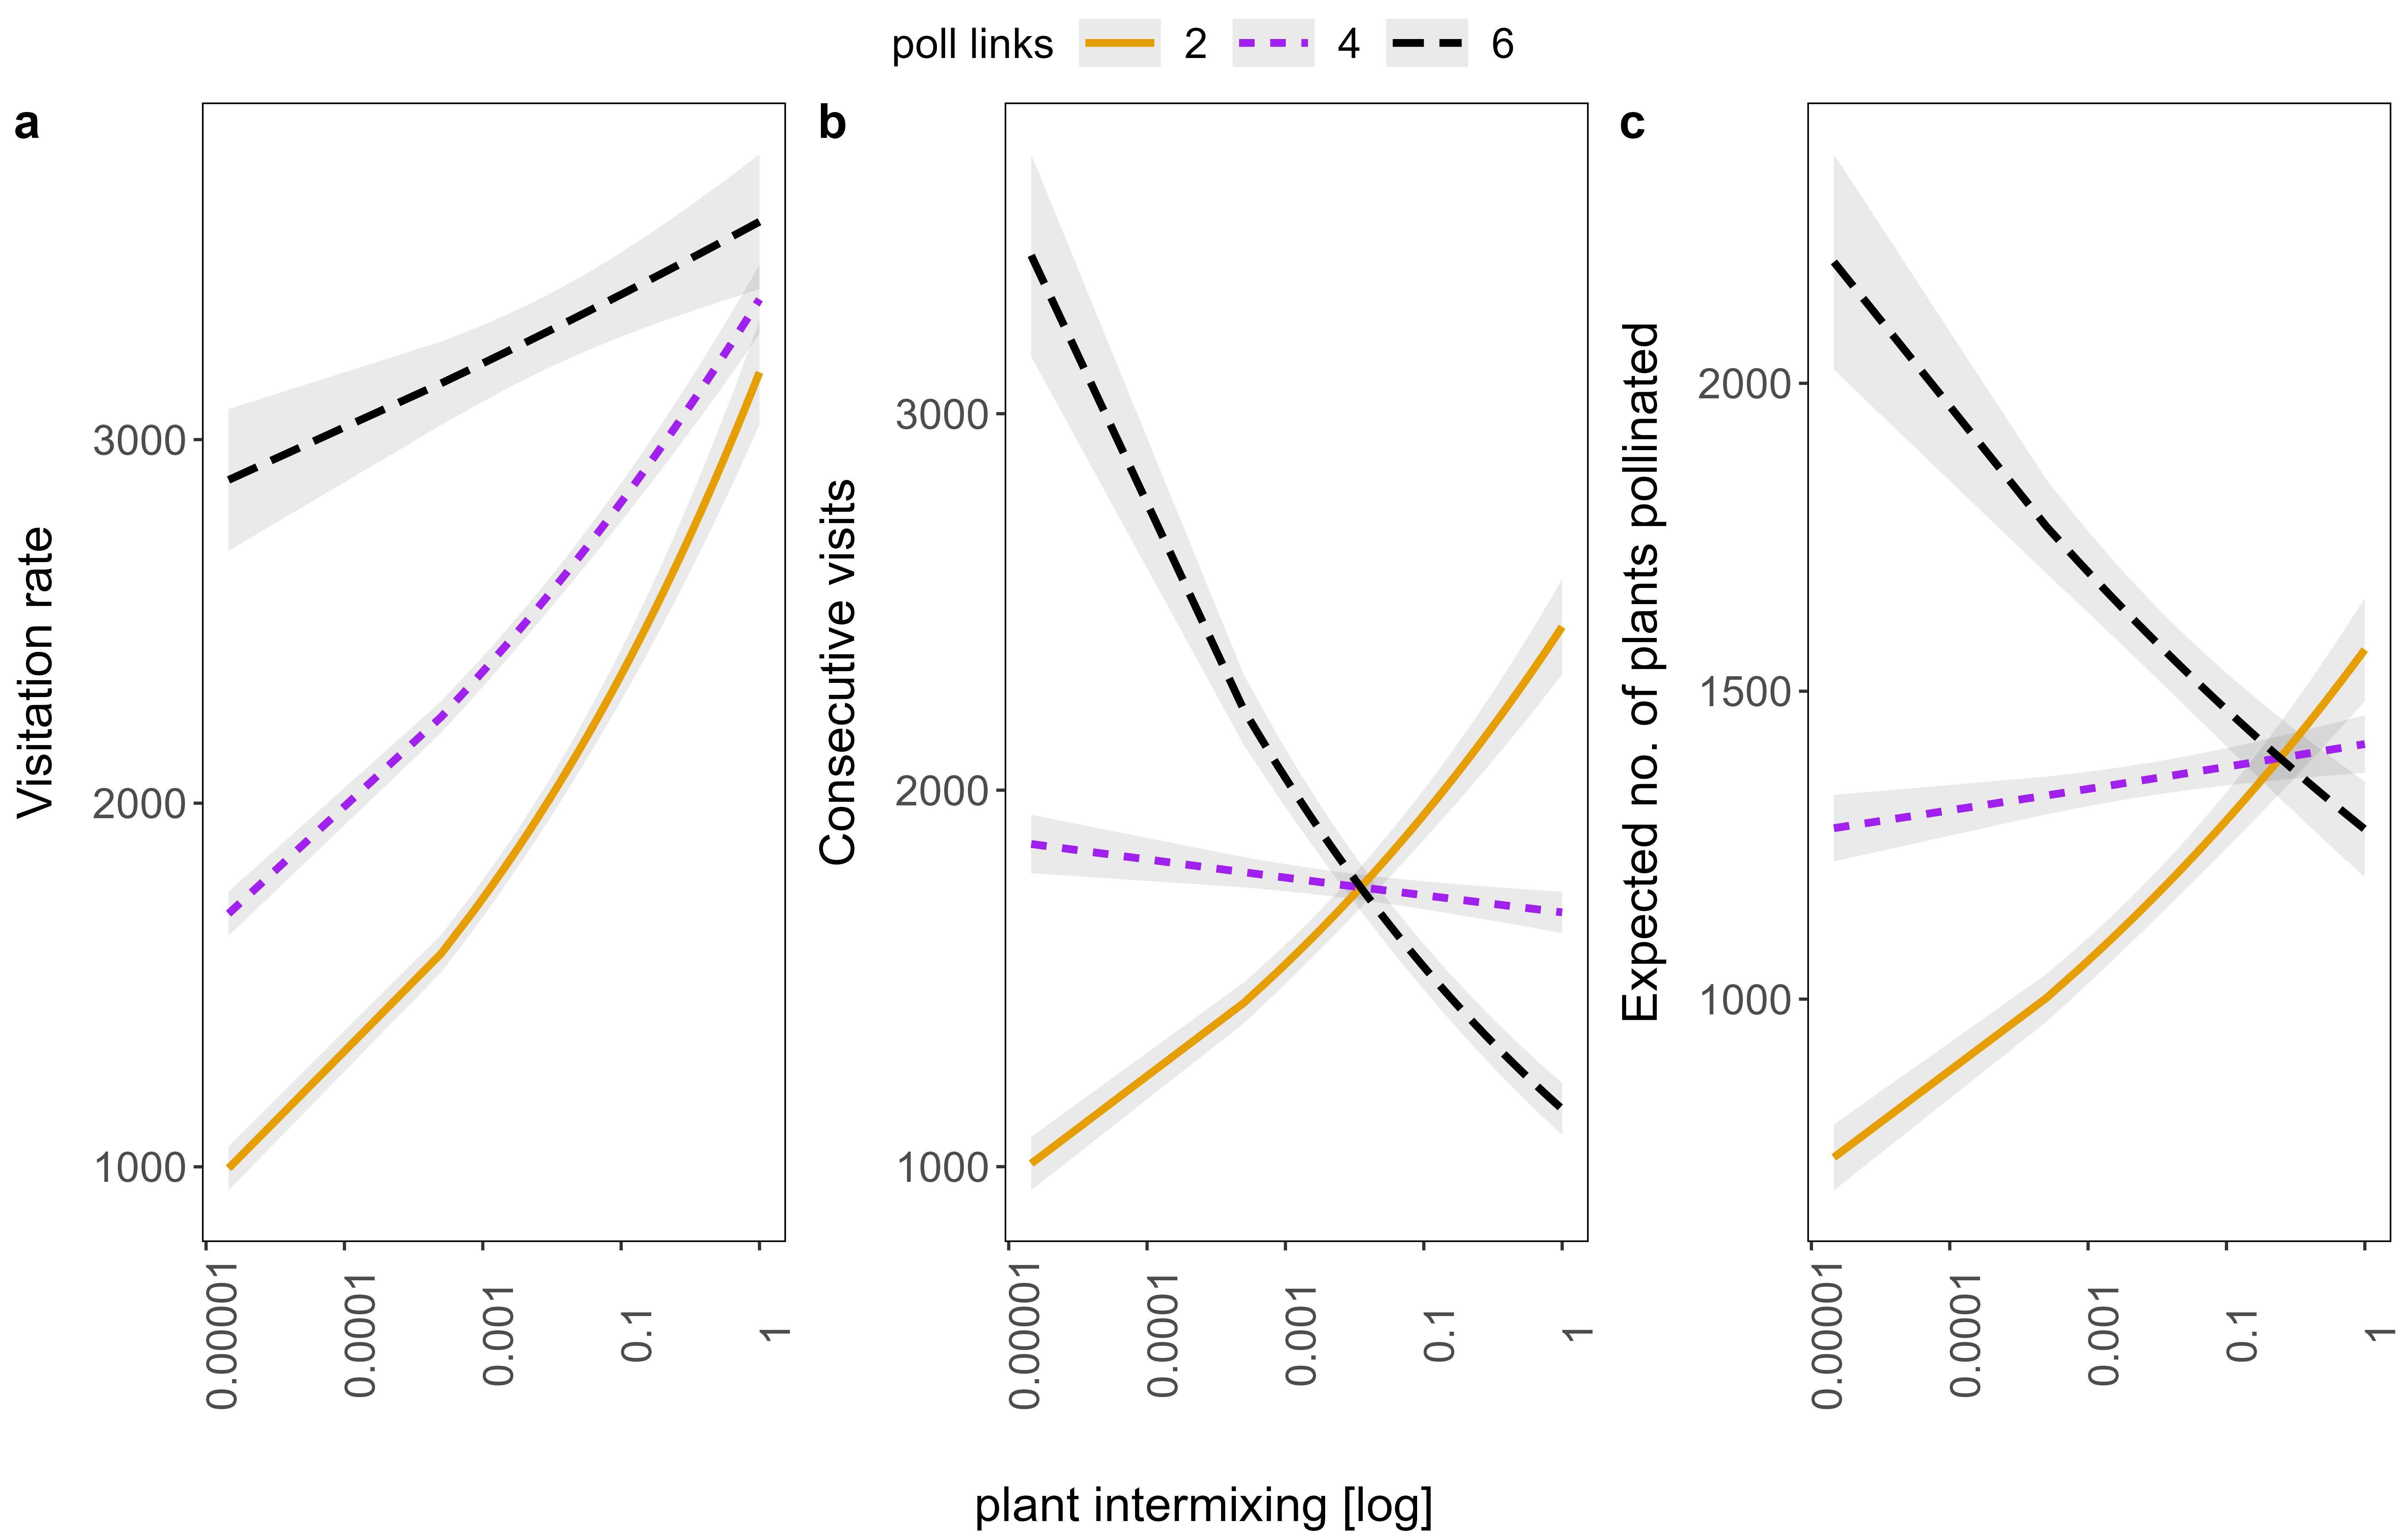 poll links 2 4 6
a
Visitation rate
3000
2000
1000
0.00001 0.0001 0.001 0.1 1
b
Consecutive visits
3000
2000
1000
0.00001 0.0001 0.001 0.1 1
c
Expected no. of plants pollinated
2000
1500
1000
0.00001 0.0001 0.001 0.1 1
plant intermixing [log]